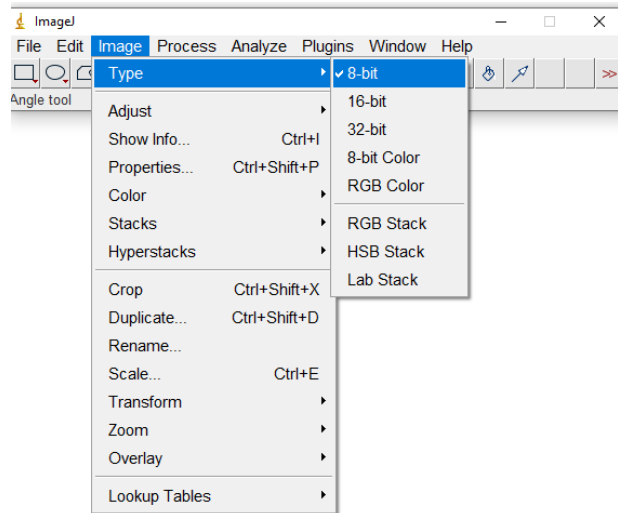 ImageJ
File Edit Image Process Analyze Plugins Window Help
Angle tool
Type
Adjust
Show Info... Ctrl+I
Properties... Ctrl+Shift+P
Color
Stacks
Hyperstacks
Crop Ctrl+Shift+X
Duplicate... Ctrl+Shift+D
Rename...
Scale... Ctrl+E
Transform
Zoom
Overlay
Lookup Tables
8-bit
16-bit
32-bit
8-bit Color
RGB Color
RGB Stack
HSB Stack
Lab Stack
>>